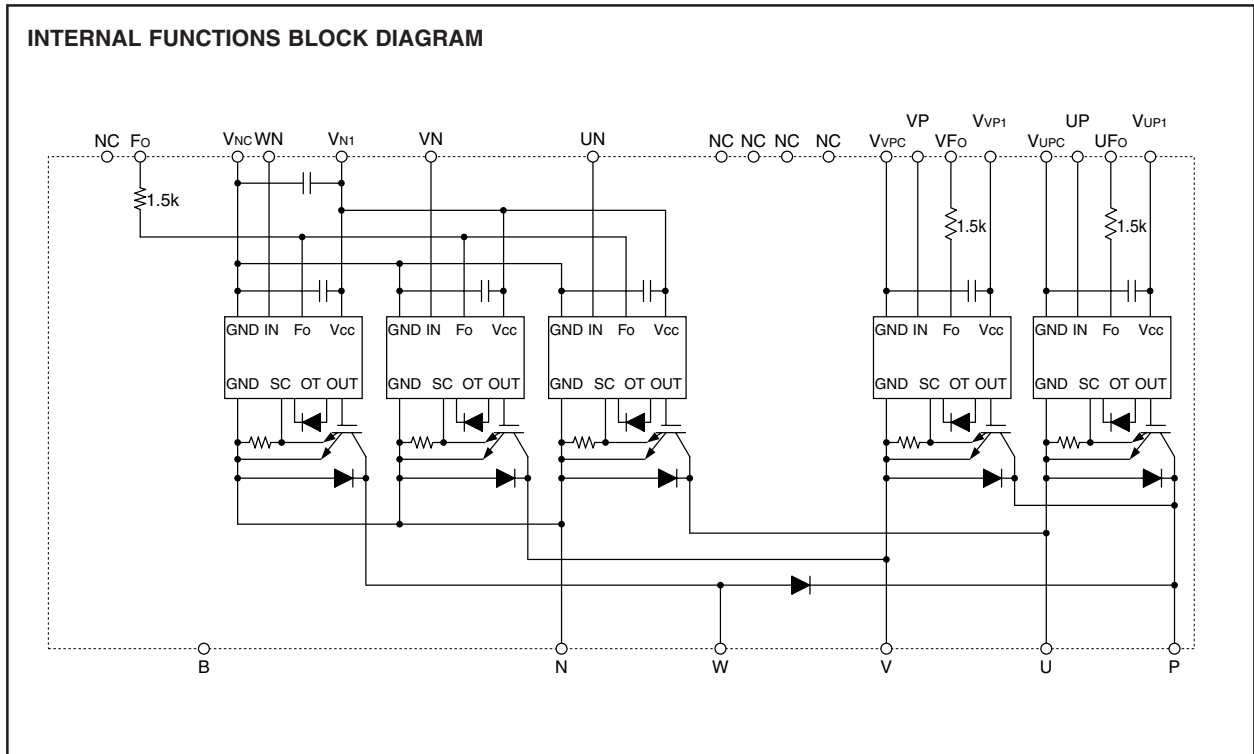 INTERNAL FUNCTIONS BLOCK DIAGRAM
VP VVP1 UP VUP1
NC FO VNC WN VN1 VN UN NC NC NC NC VVPC VFO VUPC UFO
1.5k 1.5k 1.5k
GND IN Fo Vcc GND IN Fo Vcc GND IN Fo Vcc GND IN Fo Vcc GND IN Fo Vcc
GND SC OT OUT GND SC OT OUT GND SC OT OUT GND SC OT OUT GND SC OT OUT
B N W V U P